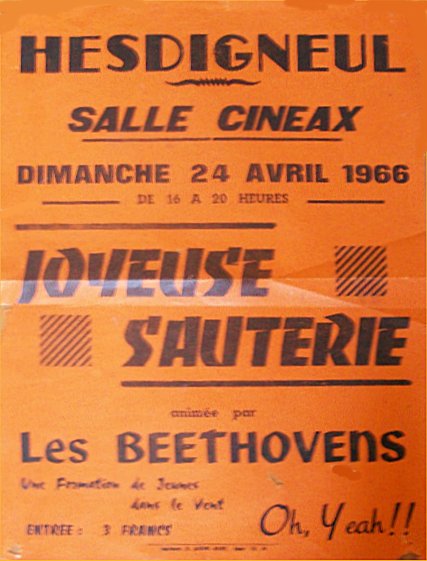 HESDIGNEUL
SALLE CINEAX
DIMANCHE 24 AVRIL 1966
DE 16 A 20 HEURES
JOYEUSE
SAUTERIE
animée par
Les BEETHOVENS
Une Formation de Jeunes
dans le Vent
ENTREE : 3 FRANCS
Oh, Yeah!!